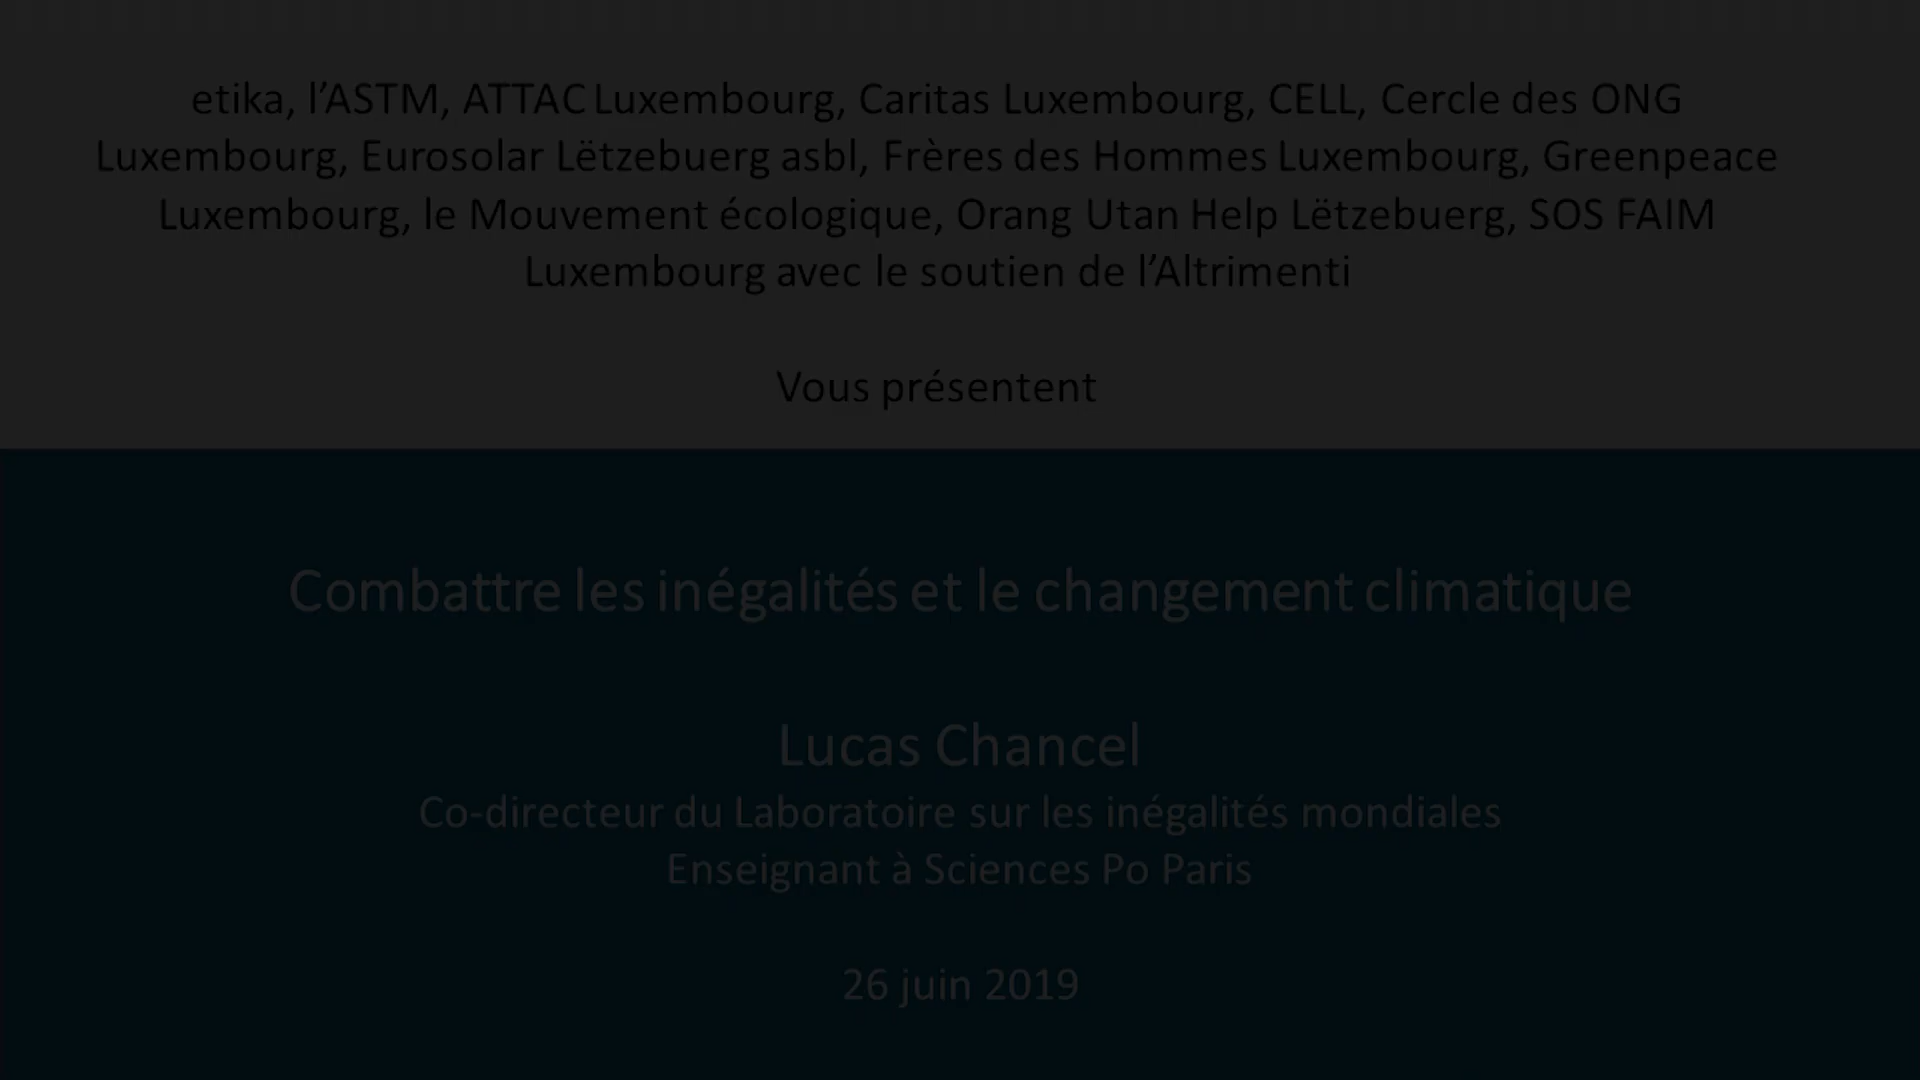 etika, l’ASTM, ATTAC Luxembourg, Caritas Luxembourg, CELL, Cercle des ONG
Luxembourg, Eurosolar Lëtzebuerg asbl, Frères des Hommes Luxembourg, Greenpeace
Luxembourg, le Mouvement écologique, Orang Utan Help Lëtzebuerg, SOS FAIM
Luxembourg avec le soutien de l’Altrimenti
Vous présentent
Combattre les inégalités et le changement climatique
Lucas Chancel
Co-directeur du Laboratoire sur les inégalités mondiales
Enseignant à Sciences Po Paris
26 juin 2019